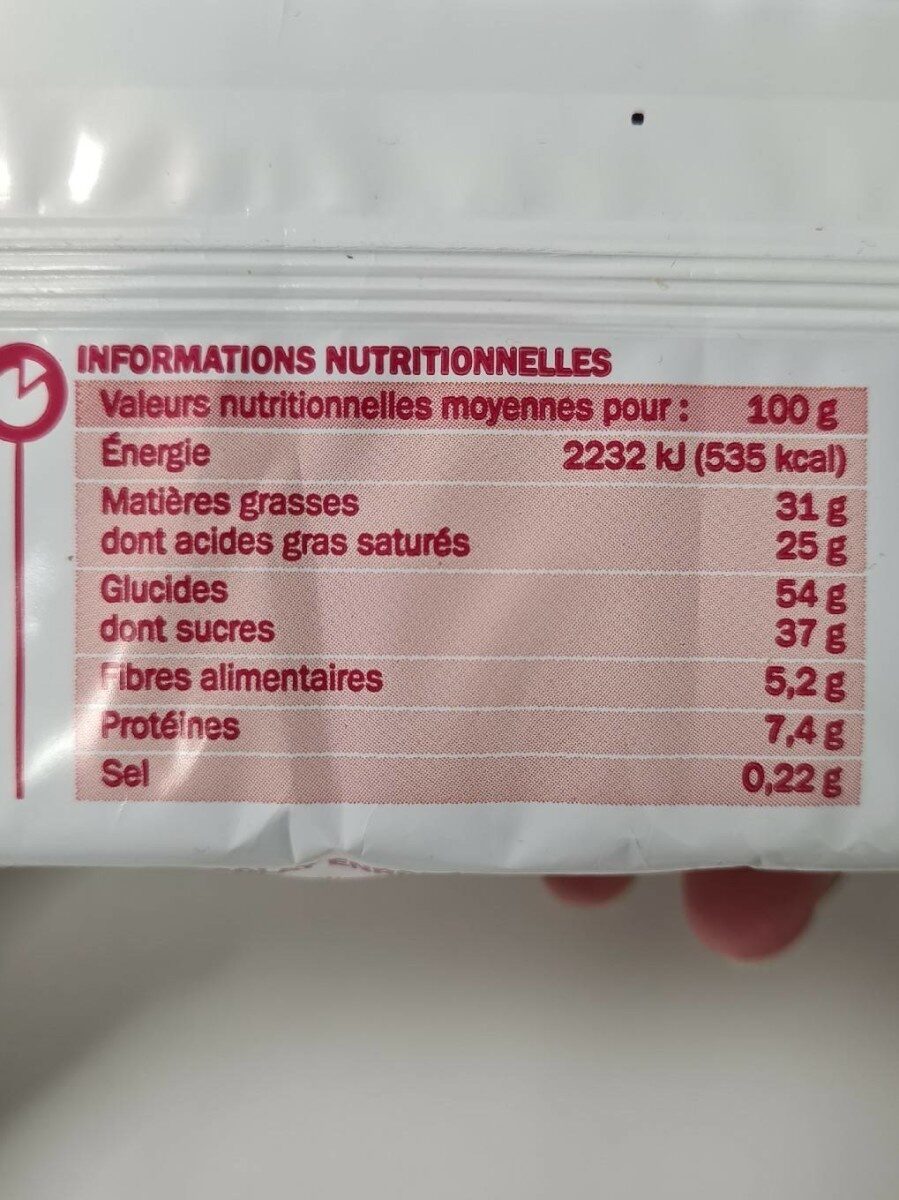 INFORMATIONS NUTRITIONNELLES
Valeurs nutritionnelles moyennes pour : 100 g
Énergie 2232 kJ (535 kcal)
Matières grasses 31 g
dont acides gras saturés 25 g
Glucides 54 g
dont sucres 37 g
Fibres alimentaires 5,2 g
Protéines 7,4 g
Sel 0,22 g